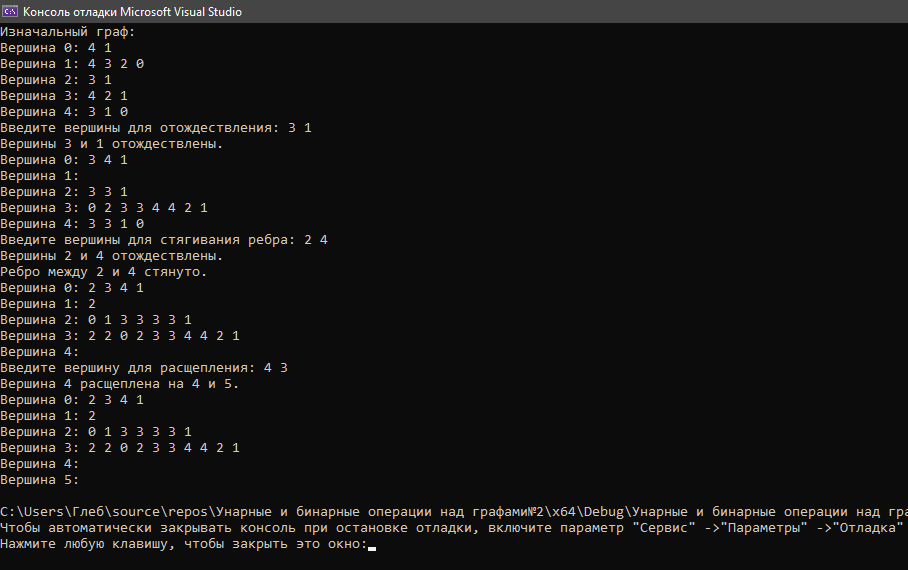 Консоль отладки Microsoft Visual Studio
Изначальный граф:
Вершина 0: 4 1
Вершина 1: 4 3 2 0
Вершина 2: 3 1
Вершина 3: 4 2 1
Вершина 4: 3 1 0
Введите вершины для отождествления: 3 1
Вершины 3 и 1 отождествлены.
Вершина 0: 3 4 1
Вершина 1:
Вершина 2: 3 3 1
Вершина 3: 0 2 3 3 4 4 2 1
Вершина 4: 3 3 1 0
Введите вершины для стягивания ребра: 2 4
Вершины 2 и 4 отождествлены.
Ребро между 2 и 4 стянуто.
Вершина 0: 2 3 4 1
Вершина 1: 2
Вершина 2: 0 1 3 3 3 3 1
Вершина 3: 2 2 0 2 3 3 4 4 2 1
Вершина 4:
Введите вершину для расщепления: 4 3
Вершина 4 расщеплена на 4 и 5.
Вершина 0: 2 3 4 1
Вершина 1: 2
Вершина 2: 0 1 3 3 3 3 1
Вершина 3: 2 2 0 2 3 3 4 4 2 1
Вершина 4:
Вершина 5:
C:\Users\Глеб\source\repos\Унарные и бинарные операции над графами№2\x64\Debug\Унарные и бинарные операции над гра
Чтобы автоматически закрывать консоль при остановке отладки, включите параметр "Сервис" ->"Параметры" ->"Отладка"
Нажмите любую клавишу, чтобы закрыть это окно: